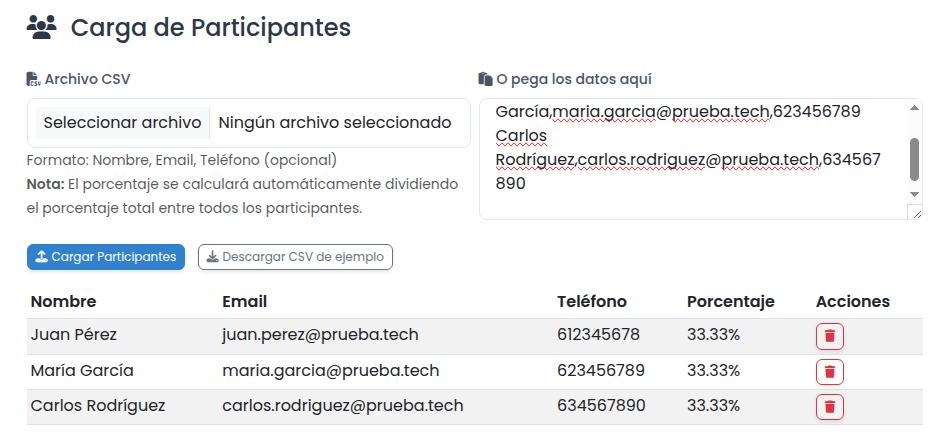 Carga de Participantes
Archivo CSV
Seleccionar archivo Ningún archivo seleccionado
Formato: Nombre, Email, Teléfono (opcional)
Nota: El porcentaje se calculará automáticamente dividiendo
el porcentaje total entre todos los participantes.
O pega los datos aquí
García,maria.garcia@prueba.tech,623456789
Carlos
Rodríguez,carlos.rodriguez@prueba.tech,634567
890
Cargar Participantes Descargar CSV de ejemplo
Nombre Email Teléfono Porcentaje Acciones
Juan Pérez juan.perez@prueba.tech 612345678 33.33%
María García maria.garcia@prueba.tech 623456789 33.33%
Carlos Rodríguez carlos.rodriguez@prueba.tech 634567890 33.33%